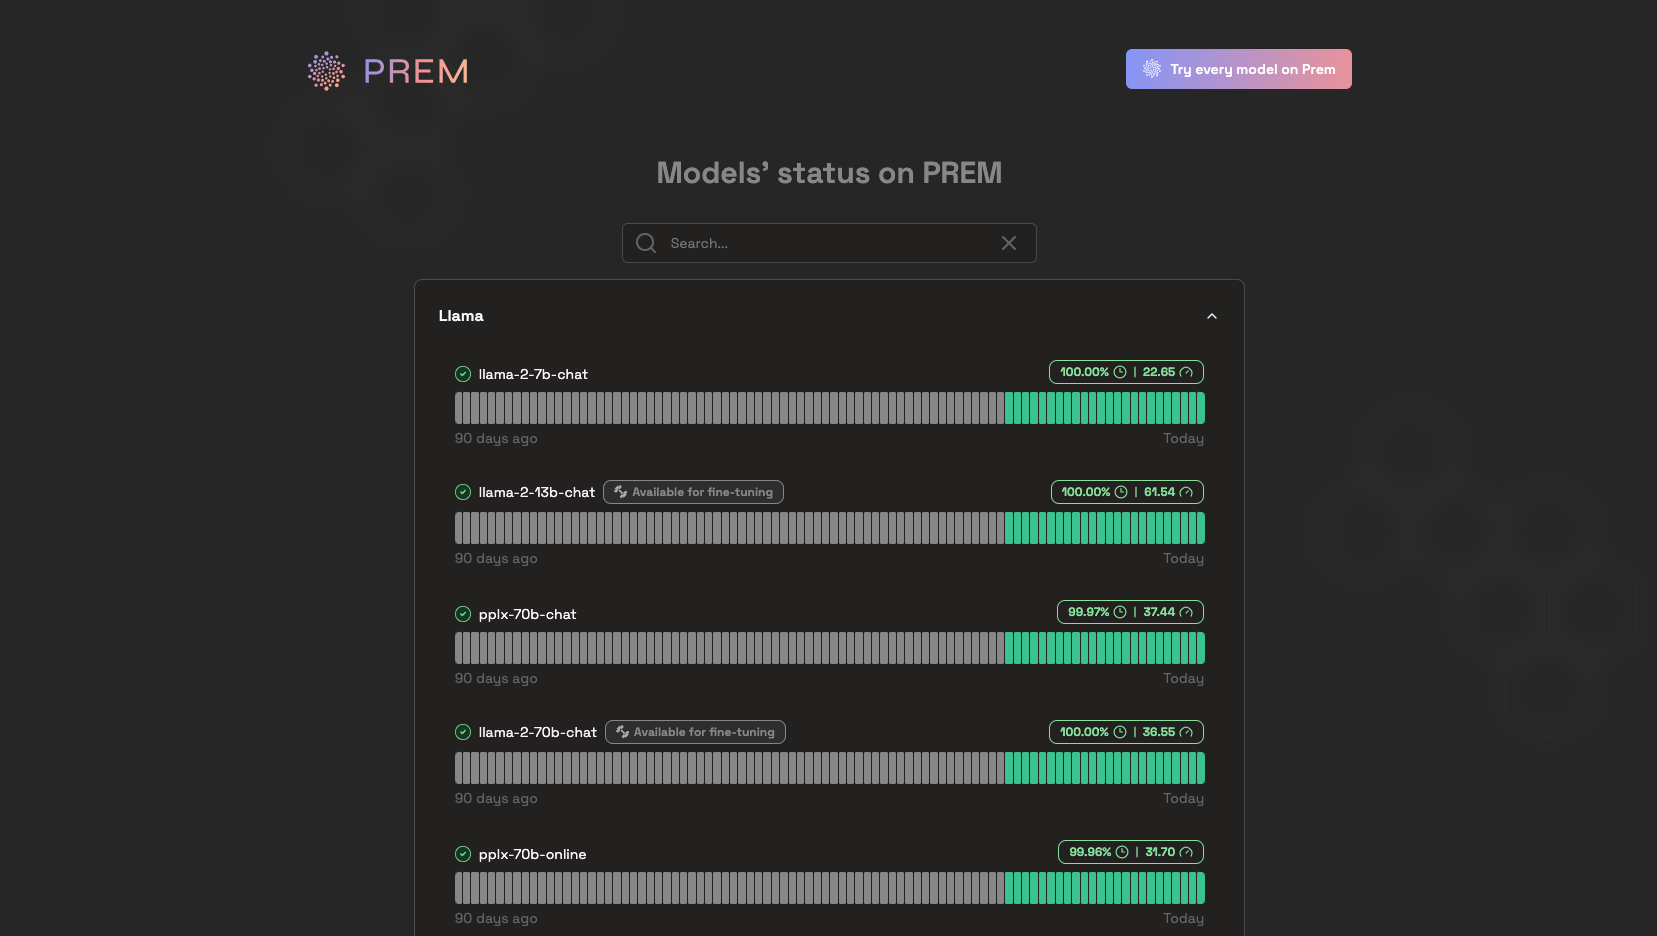 PREM
Try every model on Prem
Models’ status on PREM
Search...
Llama
llama-2-7b-chat
100.00% | 22.65
90 days ago
Today
llama-2-13b-chat
Available for fine-tuning
100.00% | 61.54
90 days ago
Today
pplx-70b-chat
99.97% | 37.44
90 days ago
Today
llama-2-70b-chat
Available for fine-tuning
100.00% | 36.55
90 days ago
Today
pplx-70b-online
99.96% | 31.70
90 days ago
Today